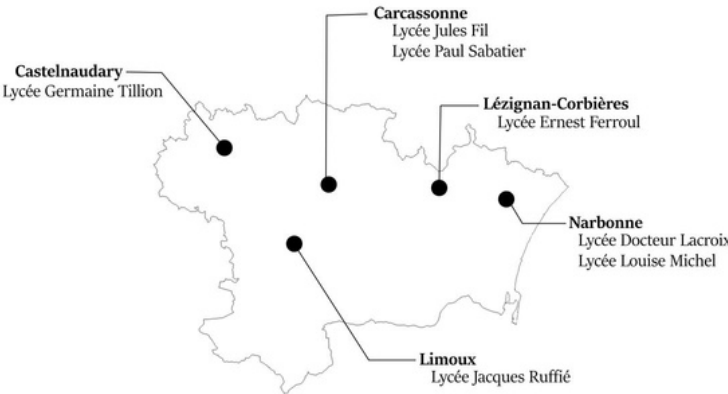 Carcassonne
Lycée Jules Fil
Lycée Paul Sabatier
Castelnaudary
Lycée Germaine Tillion
Lézignan-Corbières
Lycée Ernest Ferroul
Narbonne
Lycée Docteur Lacroix
Lycée Louise Michel
Limoux
Lycée Jacques Ruffié